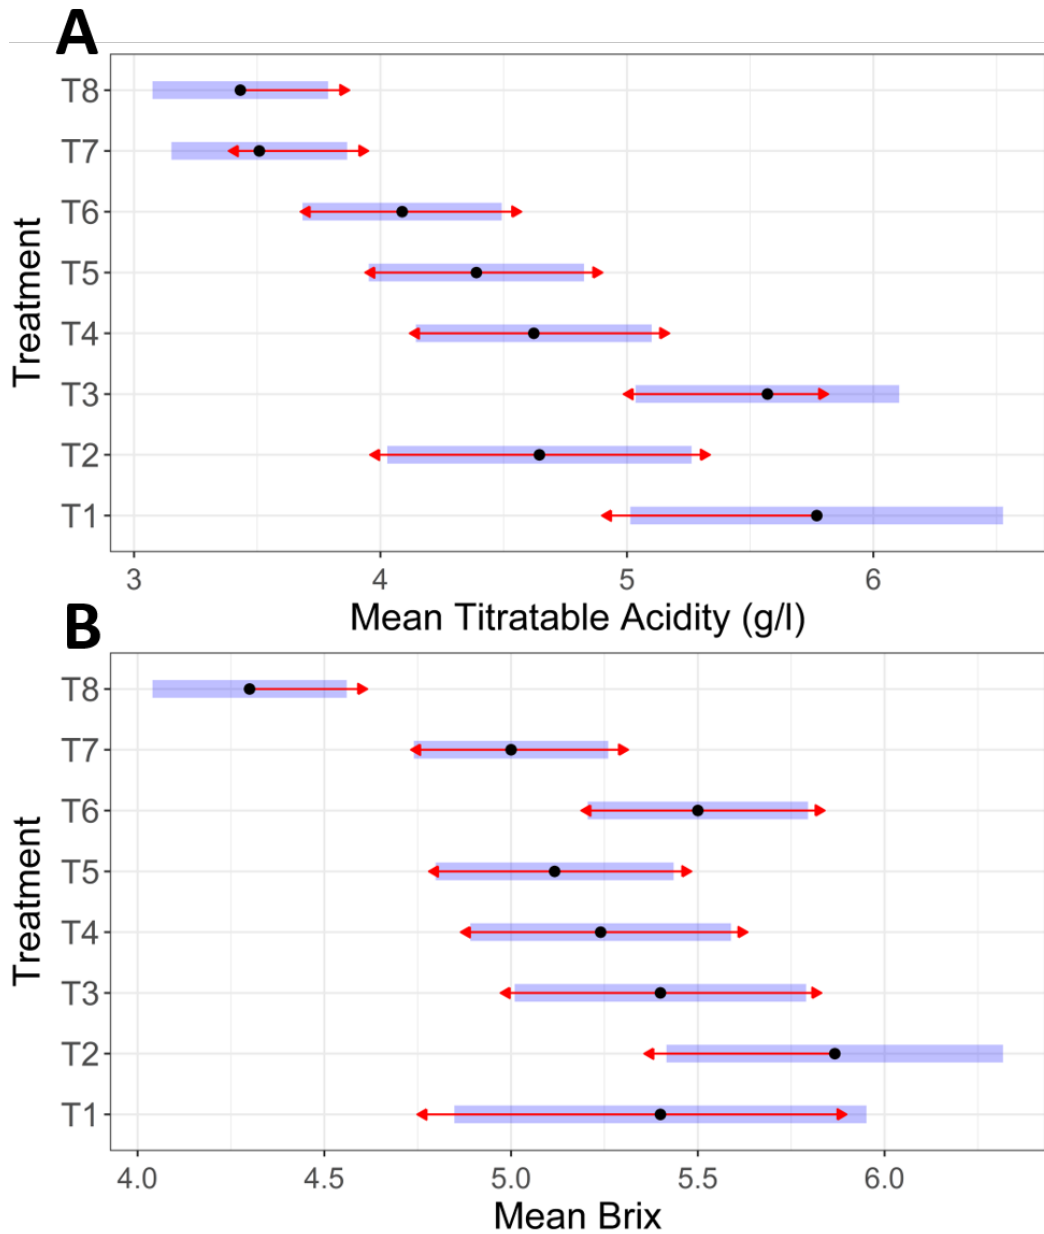 A
T8
T7
T6
T5
T4
T3
T2
T1
Treatment
3 4 5 6
Mean Titratable Acidity (g/l)
B
T8
T7
T6
T5
T4
T3
T2
T1
Treatment
4.0 4.5 5.0 5.5 6.0
Mean Brix